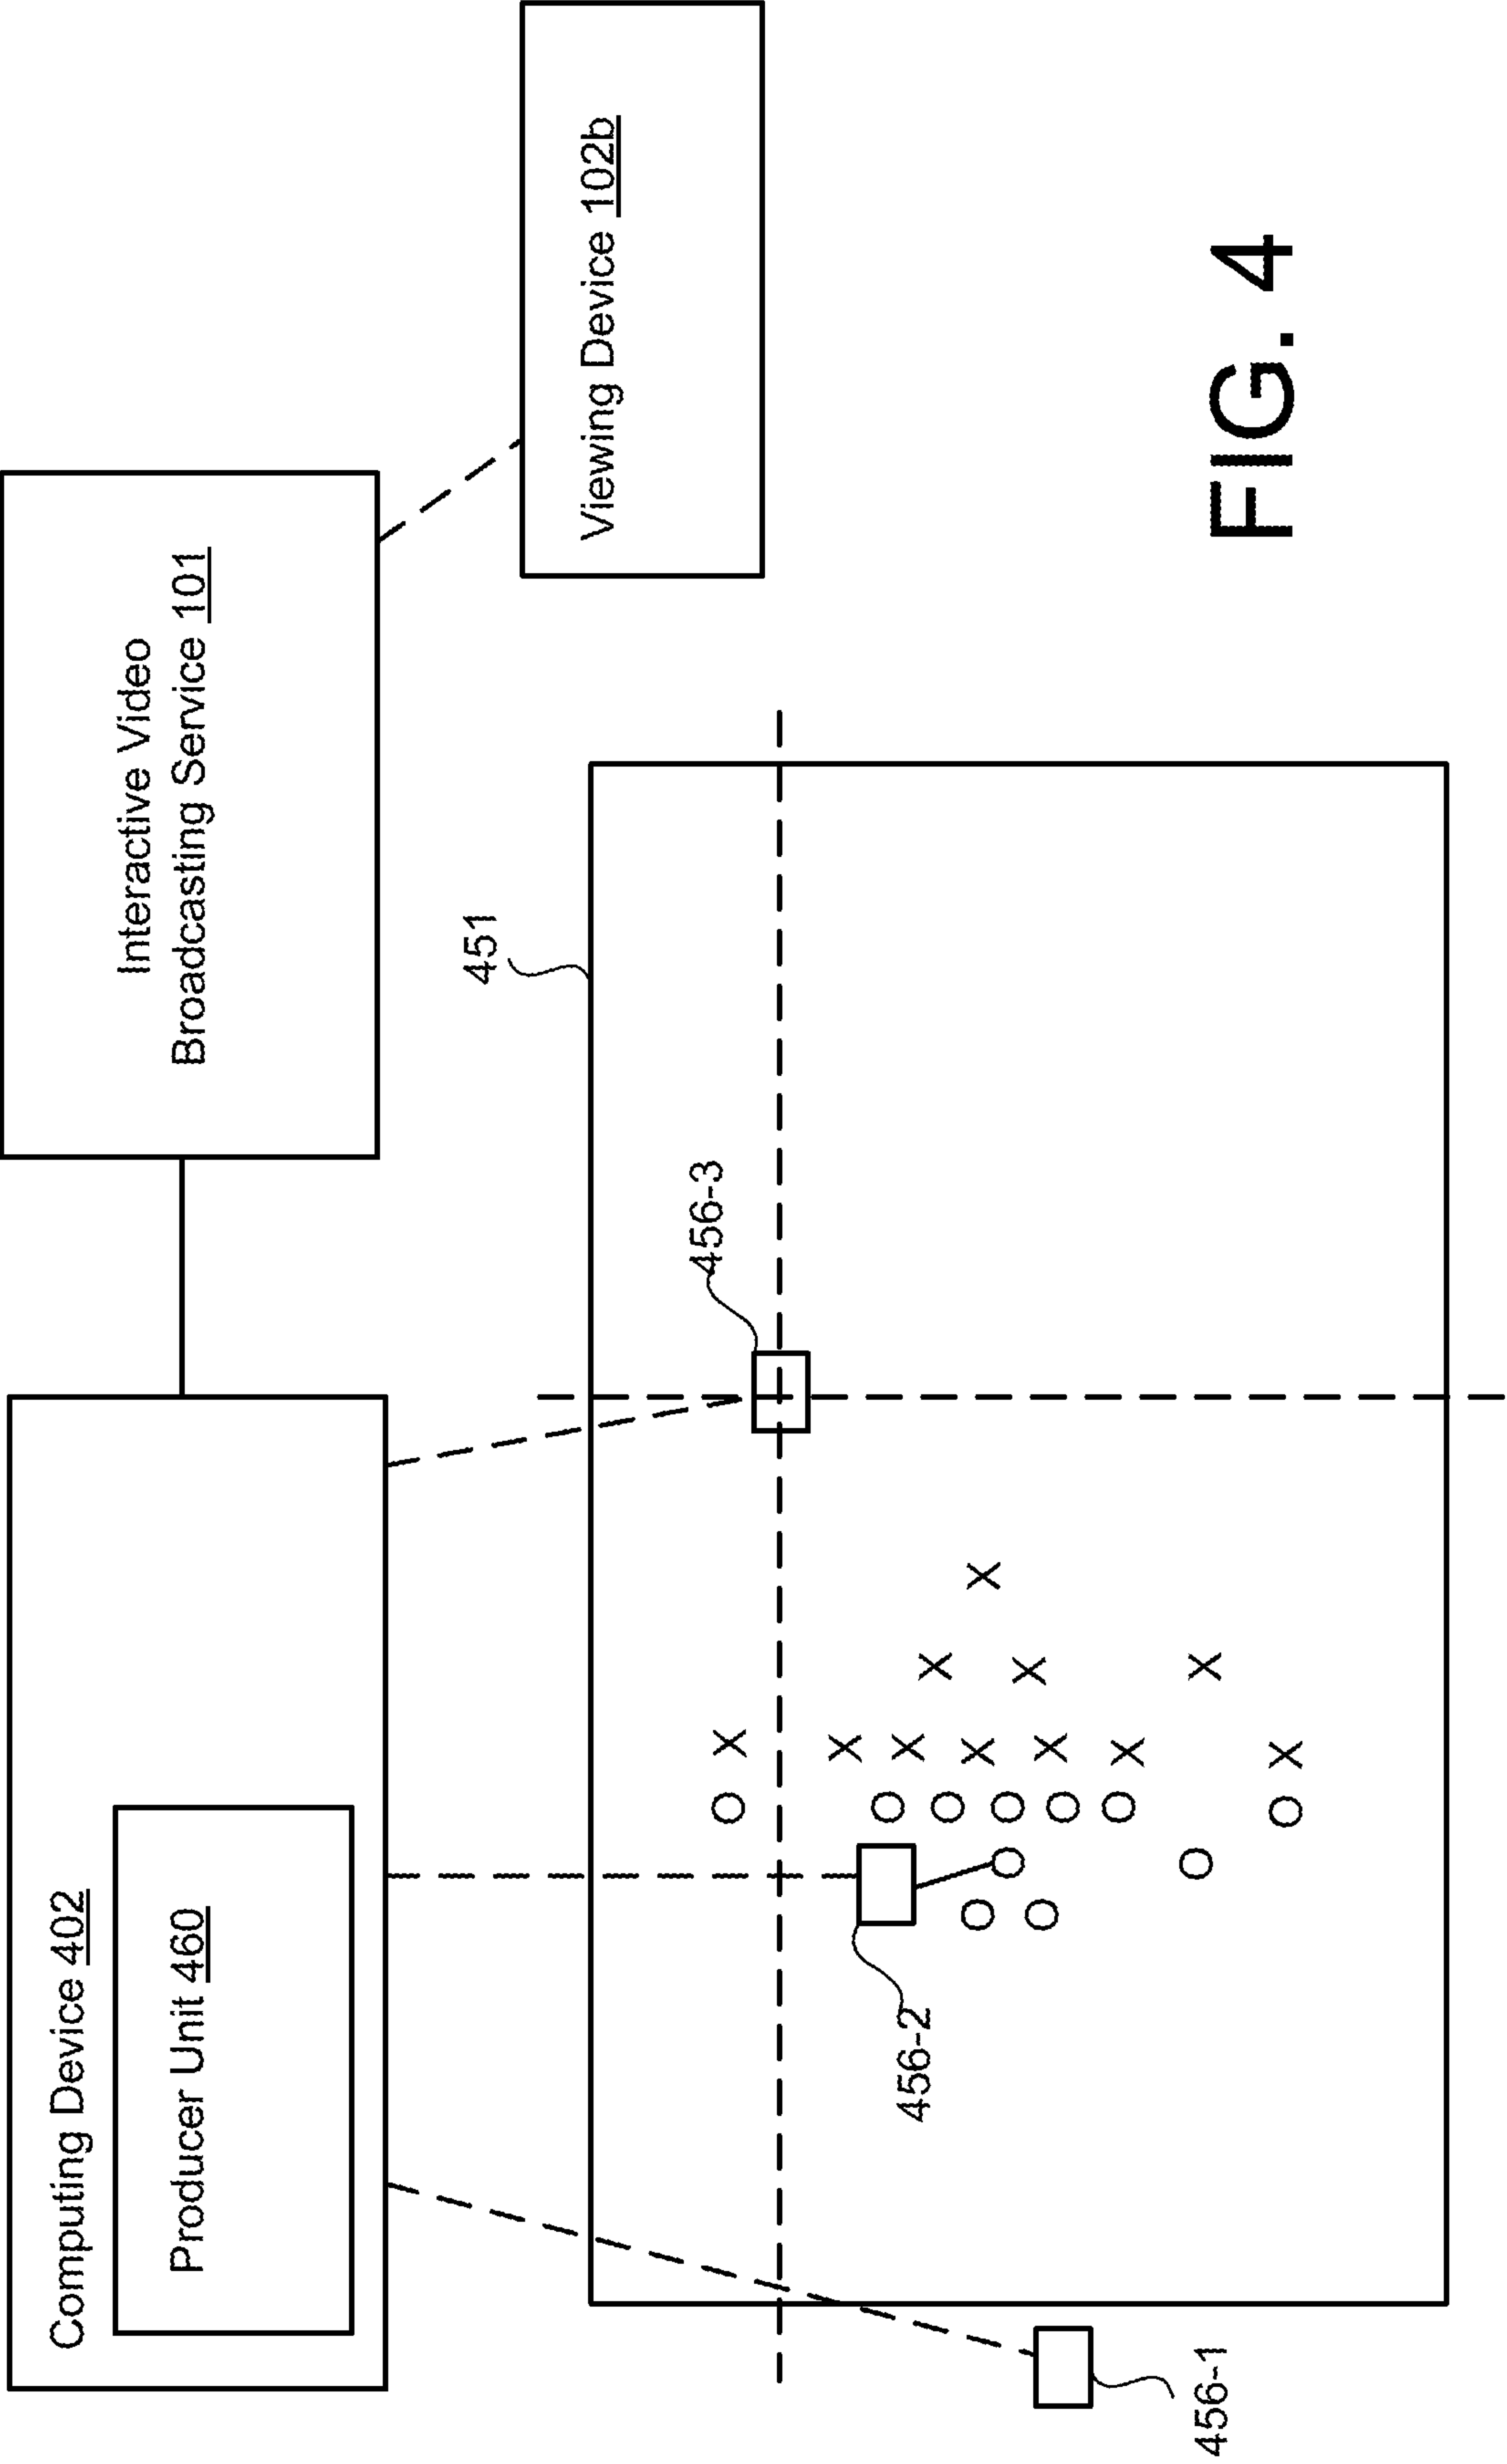 Computing Device 402
Producer Unit 460
Interactive Video
Broadcasting Service 101
Viewing Device 102b
451
456-3
456-2
456-1
X
X
X
X
X
X
X
X
X
X
X
O
O
O
O
O
O
O
O
O
O
O
FIG. 4